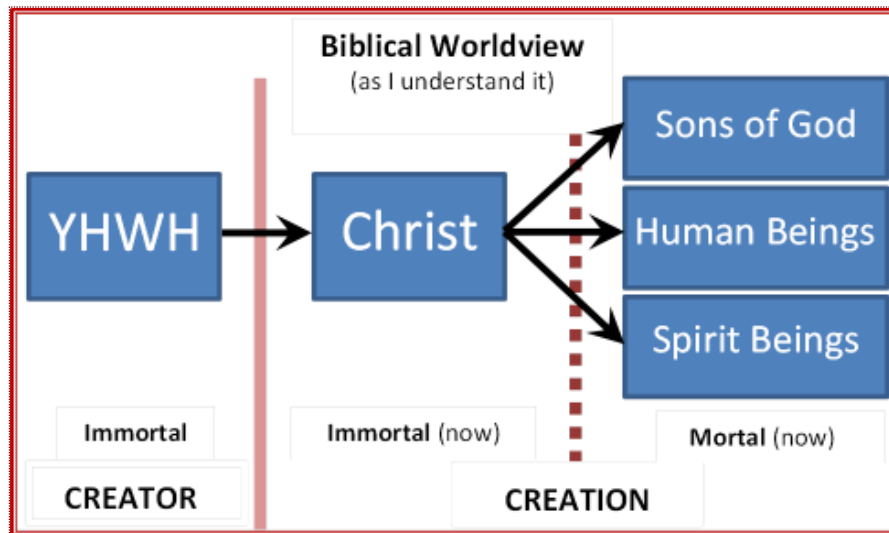 Biblical Worldview
(as I understand it)
YHWH
Christ
Sons of God
Human Beings
Spirit Beings
Immortal
Immortal (now)
Mortal (now)
CREATOR
CREATION